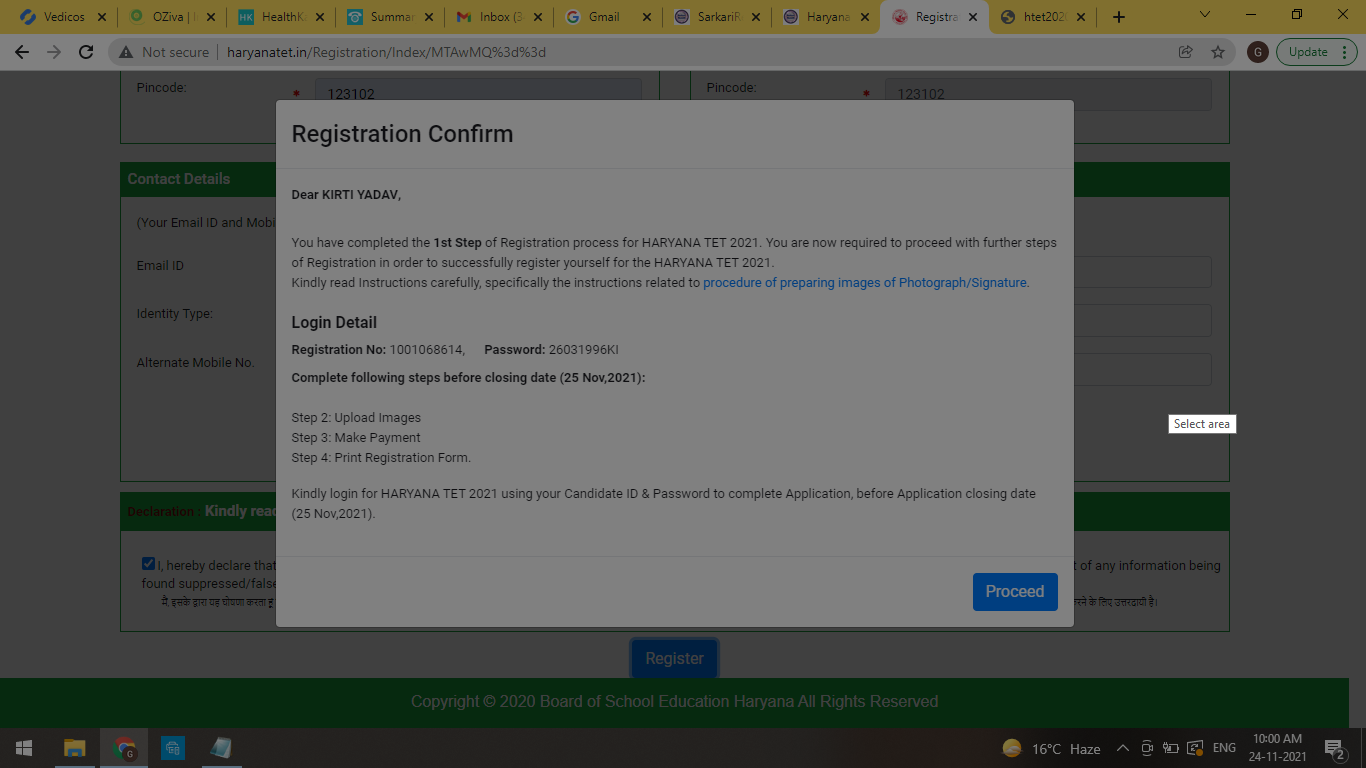 Vedicos
OZiva |
HealthK
Summar
Inbox (3
Gmail
SarkariR
Haryana
Registra
htet202
Not secure haryanatet.in/Registration/Index/MTAwMQ%3d%3d
G Update
Pincode: * 123102 Pincode: * 123102
Registration Confirm
Contact Details
Dear KIRTI YADAV,
(Your Email ID and Mobi
You have completed the 1st Step of Registration process for HARYANA TET 2021. You are now required to proceed with further steps
of Registration in order to successfully register yourself for the HARYANA TET 2021.
Email ID
Kindly read Instructions carefully, specifically the instructions related to procedure of preparing images of Photograph/Signature.
Identity Type:
Login Detail
Registration No: 1001068614, Password: 26031996KI
Alternate Mobile No.
Complete following steps before closing date (25 Nov,2021):
Step 2: Upload Images
Select area
Step 3: Make Payment
Step 4: Print Registration Form.
Kindly login for HARYANA TET 2021 using your Candidate ID & Password to complete Application, before Application closing date
(25 Nov,2021).
Declaration : Kindly read
I, hereby declare that
t of any information being
found suppressed/false
मैं, इसके द्वारा यह घोषणा करता हूं
रने के लिए उत्तरदायी है।
Proceed
Register
Copyright © 2020 Board of School Education Haryana All Rights Reserved
16°C Haze ENG 10:00 AM
24-11-2021
2